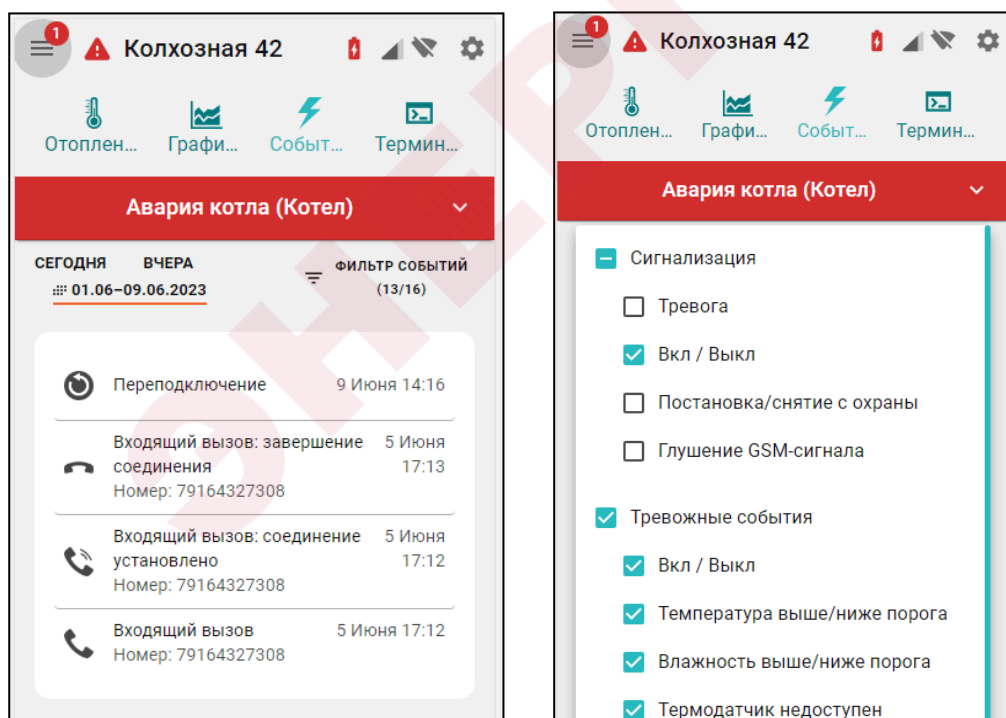 1
Колхозная 42
Отоплен... Графи... Событ... Термин...
Авария котла (Котел)
СЕГОДНЯ ВЧЕРА
01.06–09.06.2023
ФИЛЬТР СОБЫТИЙ
(13/16)
Переподключение 9 Июня 14:16
Входящий вызов: завершение 5 Июня
соединения 17:13
Номер: 79164327308
Входящий вызов: соединение 5 Июня
установлено 17:12
Номер: 79164327308
Входящий вызов 5 Июня 17:12
Номер: 79164327308
1
Колхозная 42
Отоплен... Графи... Событ... Термин...
Авария котла (Котел)
Сигнализация
Тревога
Вкл / Выкл
Постановка/снятие с охраны
Глушение GSM-сигнала
Тревожные события
Вкл / Выкл
Температура выше/ниже порога
Влажность выше/ниже порога
Термодатчик недоступен
ЭНЕР